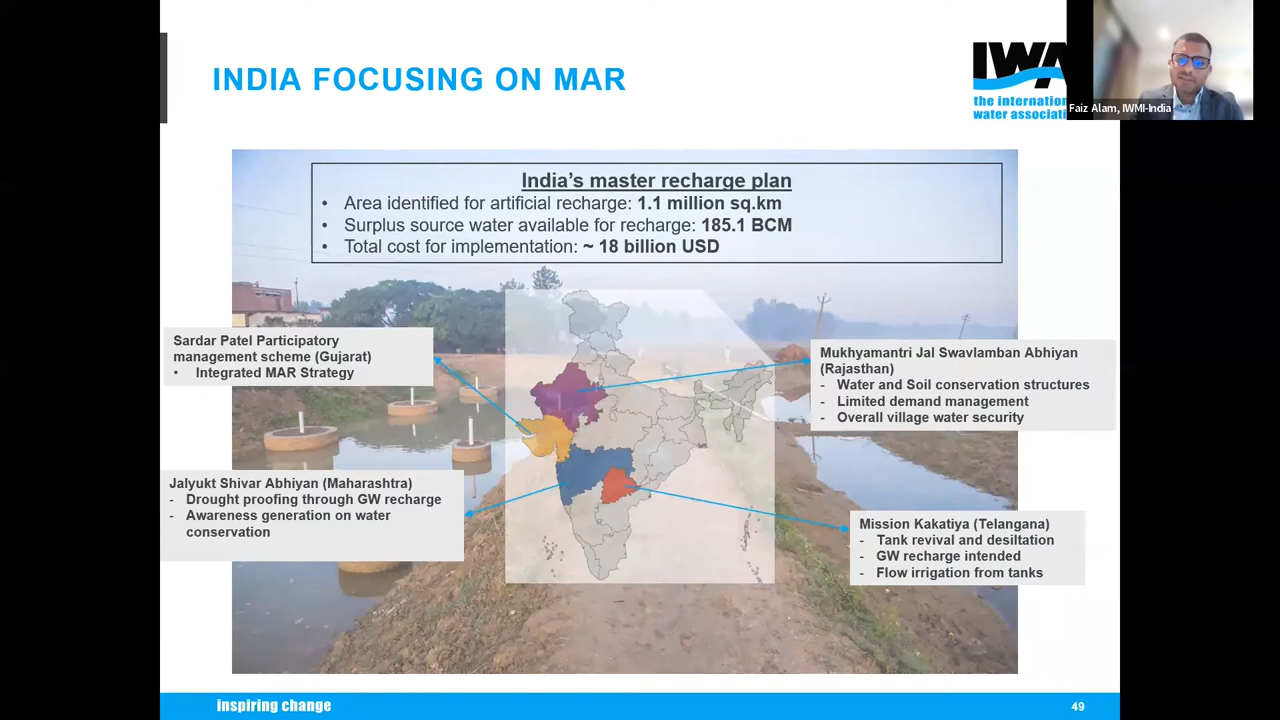 INDIA FOCUSING ON MAR
IWA
the internation
water associati
Faiz Alam, IWMI-India
India’s master recharge plan
• Area identified for artificial recharge: 1.1 million sq.km
• Surplus source water available for recharge: 185.1 BCM
• Total cost for implementation: ~ 18 billion USD
Sardar Patel Participatory
management scheme (Gujarat)
• Integrated MAR Strategy
Mukhyamantri Jal Swavlamban Abhiyan
(Rajasthan)
- Water and Soil conservation structures
- Limited demand management
- Overall village water security
Jalyukt Shivar Abhiyan (Maharashtra)
- Drought proofing through GW recharge
- Awareness generation on water
conservation
Mission Kakatiya (Telangana)
- Tank revival and desiltation
- GW recharge intended
- Flow irrigation from tanks
inspiring change
49